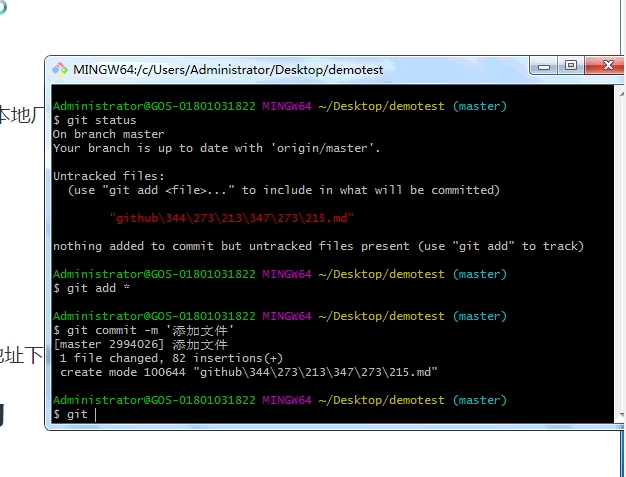 MINGW64:/c/Users/Administrator/Desktop/demotest
本地
Administrator@GOS-01801031822 MINGW64 ~/Desktop/demotest (master)
$ git status
On branch master
Your branch is up to date with 'origin/master'.
Untracked files:
(use "git add <file>..." to include in what will be committed)
"github\344\273\213\347\273\215.md"
nothing added to commit but untracked files present (use "git add" to track)
Administrator@GOS-01801031822 MINGW64 ~/Desktop/demotest (master)
$ git add *
Administrator@GOS-01801031822 MINGW64 ~/Desktop/demotest (master)
$ git commit -m '添加文件'
[master 2994026] 添加文件
1 file changed, 82 insertions(+)
地址下
create mode 100644 "github\344\273\213\347\273\215.md"
Administrator@GOS-01801031822 MINGW64 ~/Desktop/demotest (master)
$ git